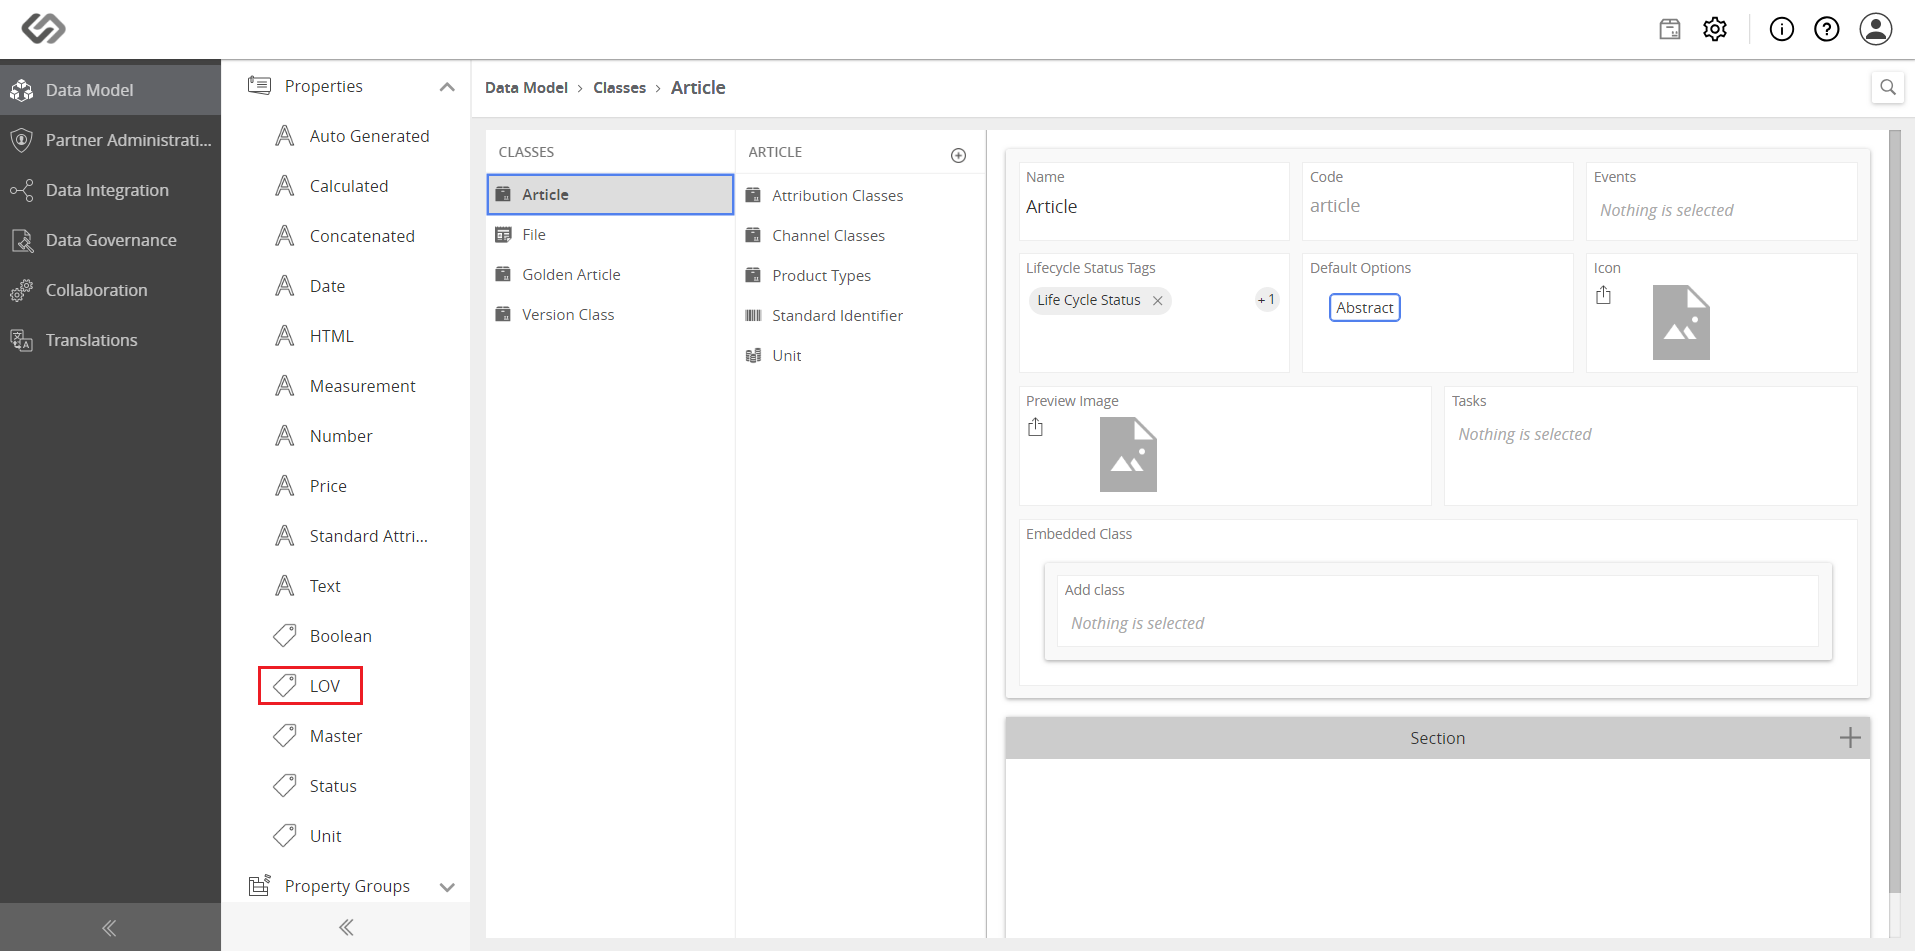 Data Model
Partner Administrati...
Data Integration
Data Governance
Collaboration
Translations
Properties
Auto Generated
Calculated
Concatenated
Date
HTML
Measurement
Number
Price
Standard Attri...
Text
Boolean
LOV
Master
Status
Unit
Property Groups
Data Model › Classes › Article
CLASSES
Article
File
Golden Article
Version Class
ARTICLE
Attribution Classes
Channel Classes
Product Types
Standard Identifier
Unit
Name
Article
Code
article
Events
Nothing is selected
Lifecycle Status Tags
Life Cycle Status
+1
Default Options
Abstract
Icon
Preview Image
Tasks
Nothing is selected
Embedded Class
Add class
Nothing is selected
Section